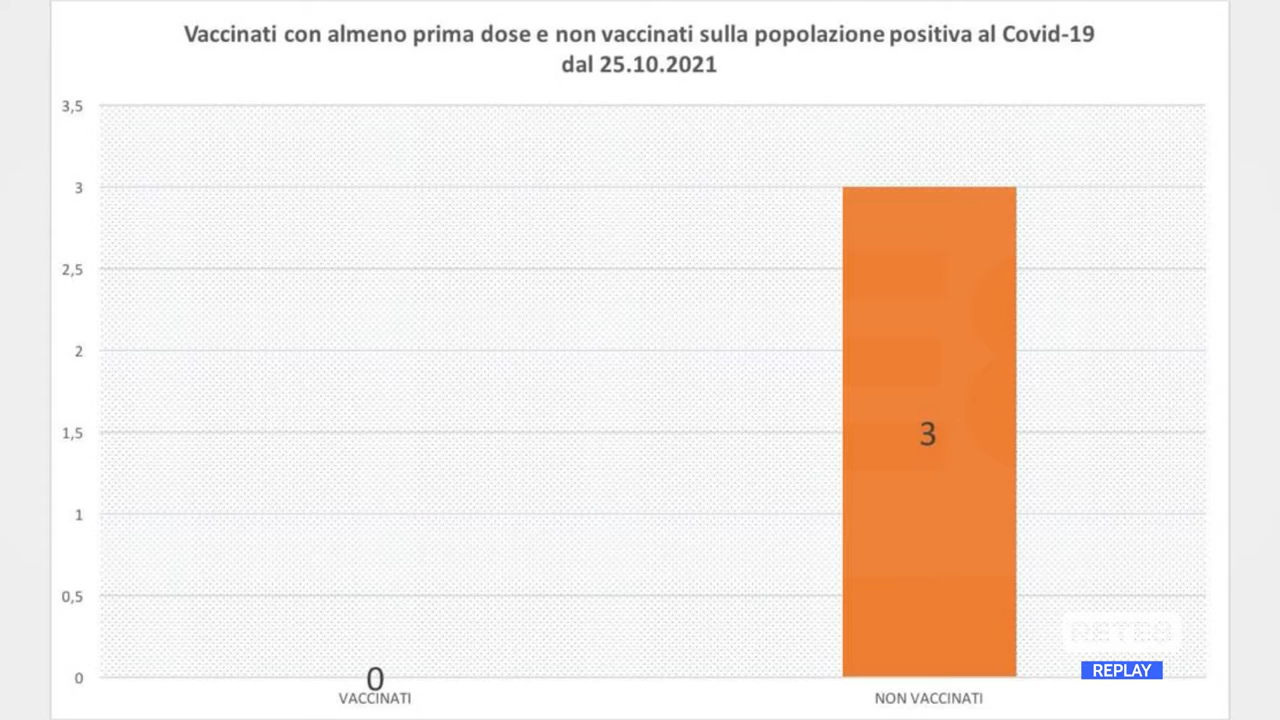 Vaccinati con almeno prima dose e non vaccinati sulla popolazione positiva al Covid-19
dal 25.10.2021
3,5
3
2,5
2
1,5
1
0,5
0
3
0
VACCINATI
NON VACCINATI
RETE8
REPLAY